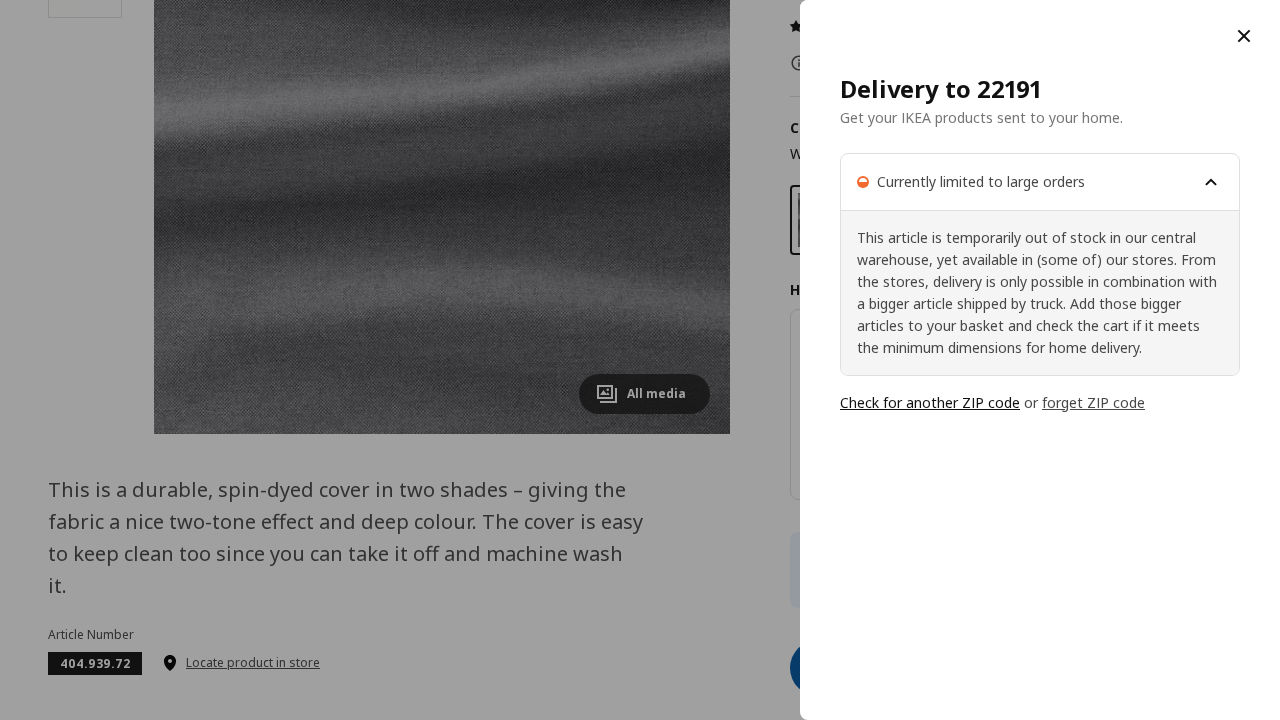 Delivery to 22191
Get your IKEA products sent to your home.
Currently limited to large orders
This article is temporarily out of stock in our central
warehouse, yet available in (some of) our stores. From
the stores, delivery is only possible in combination with
a bigger article shipped by truck. Add those bigger
articles to your basket and check the cart if it meets
the minimum dimensions for home delivery.
Check for another ZIP code or forget ZIP code
All media
This is a durable, spin-dyed cover in two shades – giving the
fabric a nice two-tone effect and deep colour. The cover is easy
to keep clean too since you can take it off and machine wash
it.
Article Number
404.939.72
Locate product in store